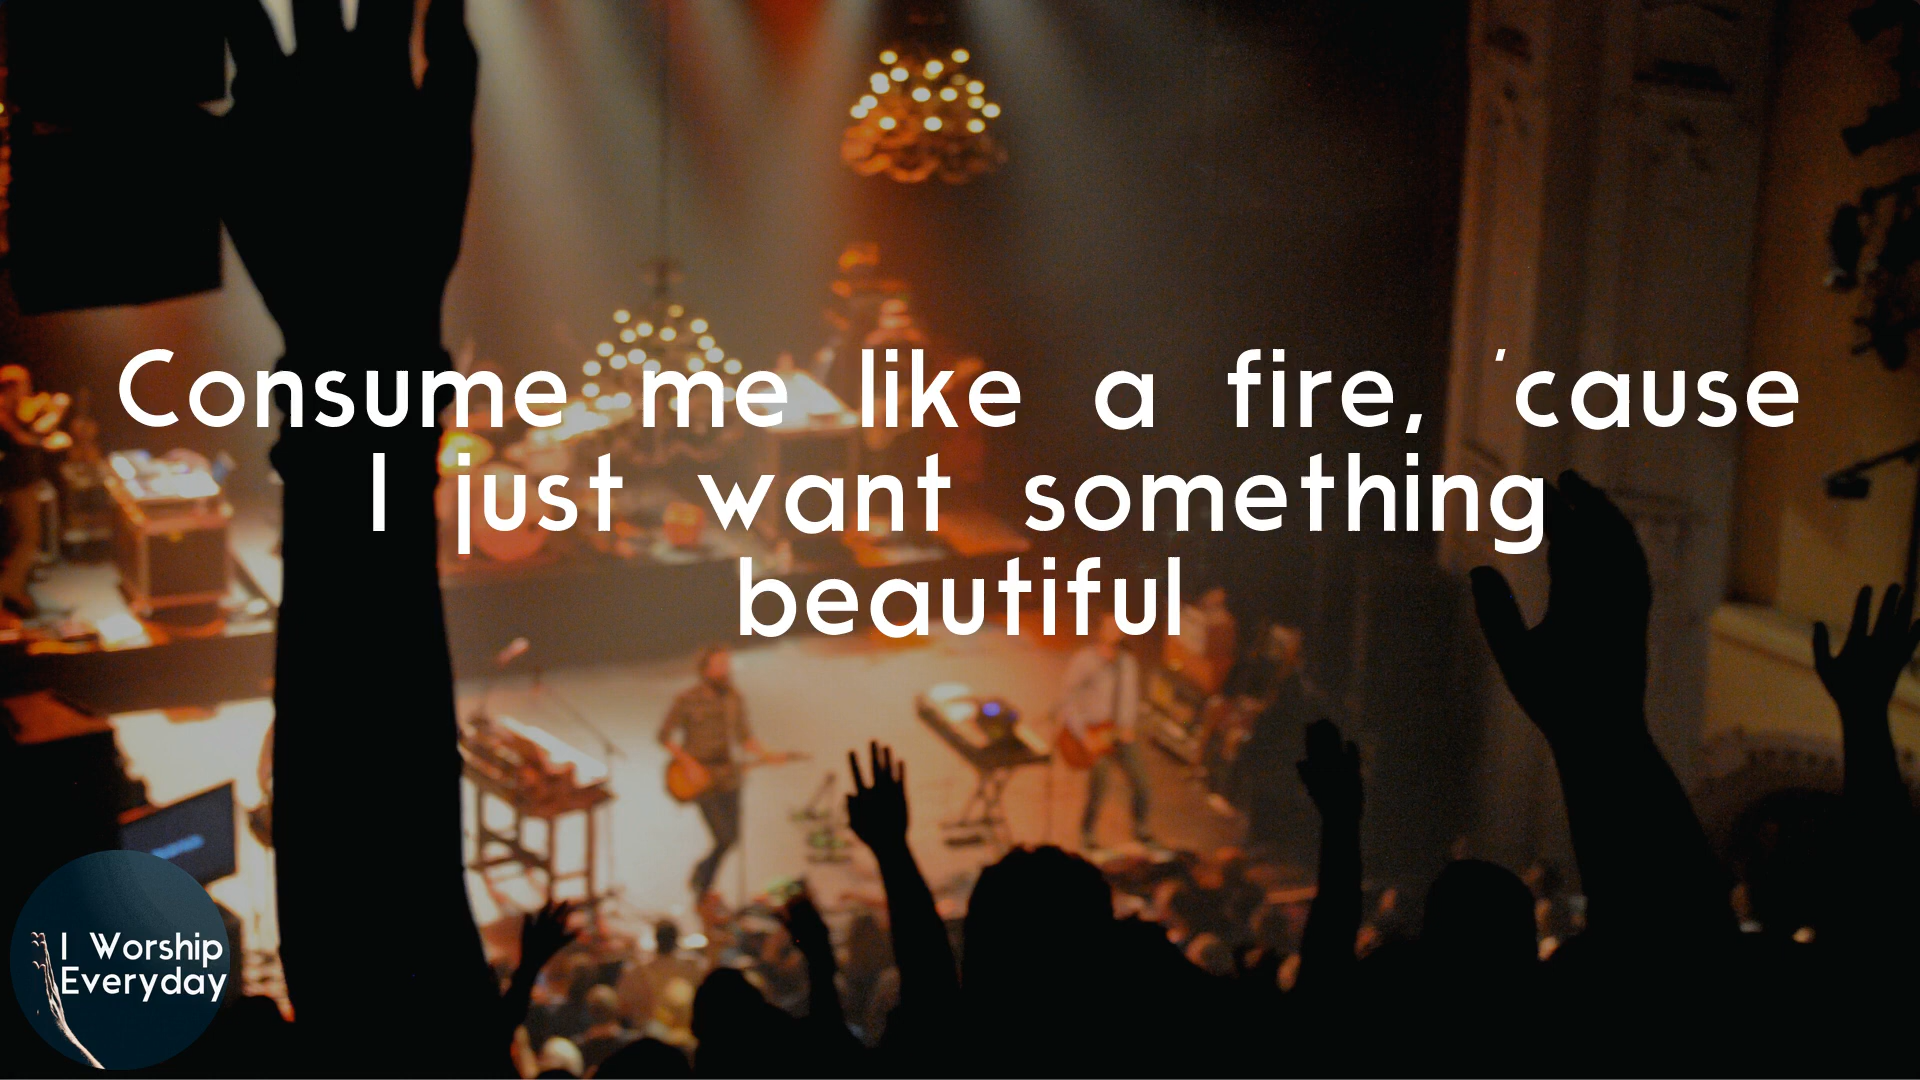 Consume me like a fire, 'cause
I just want something
beautiful
I Worship
Everyday